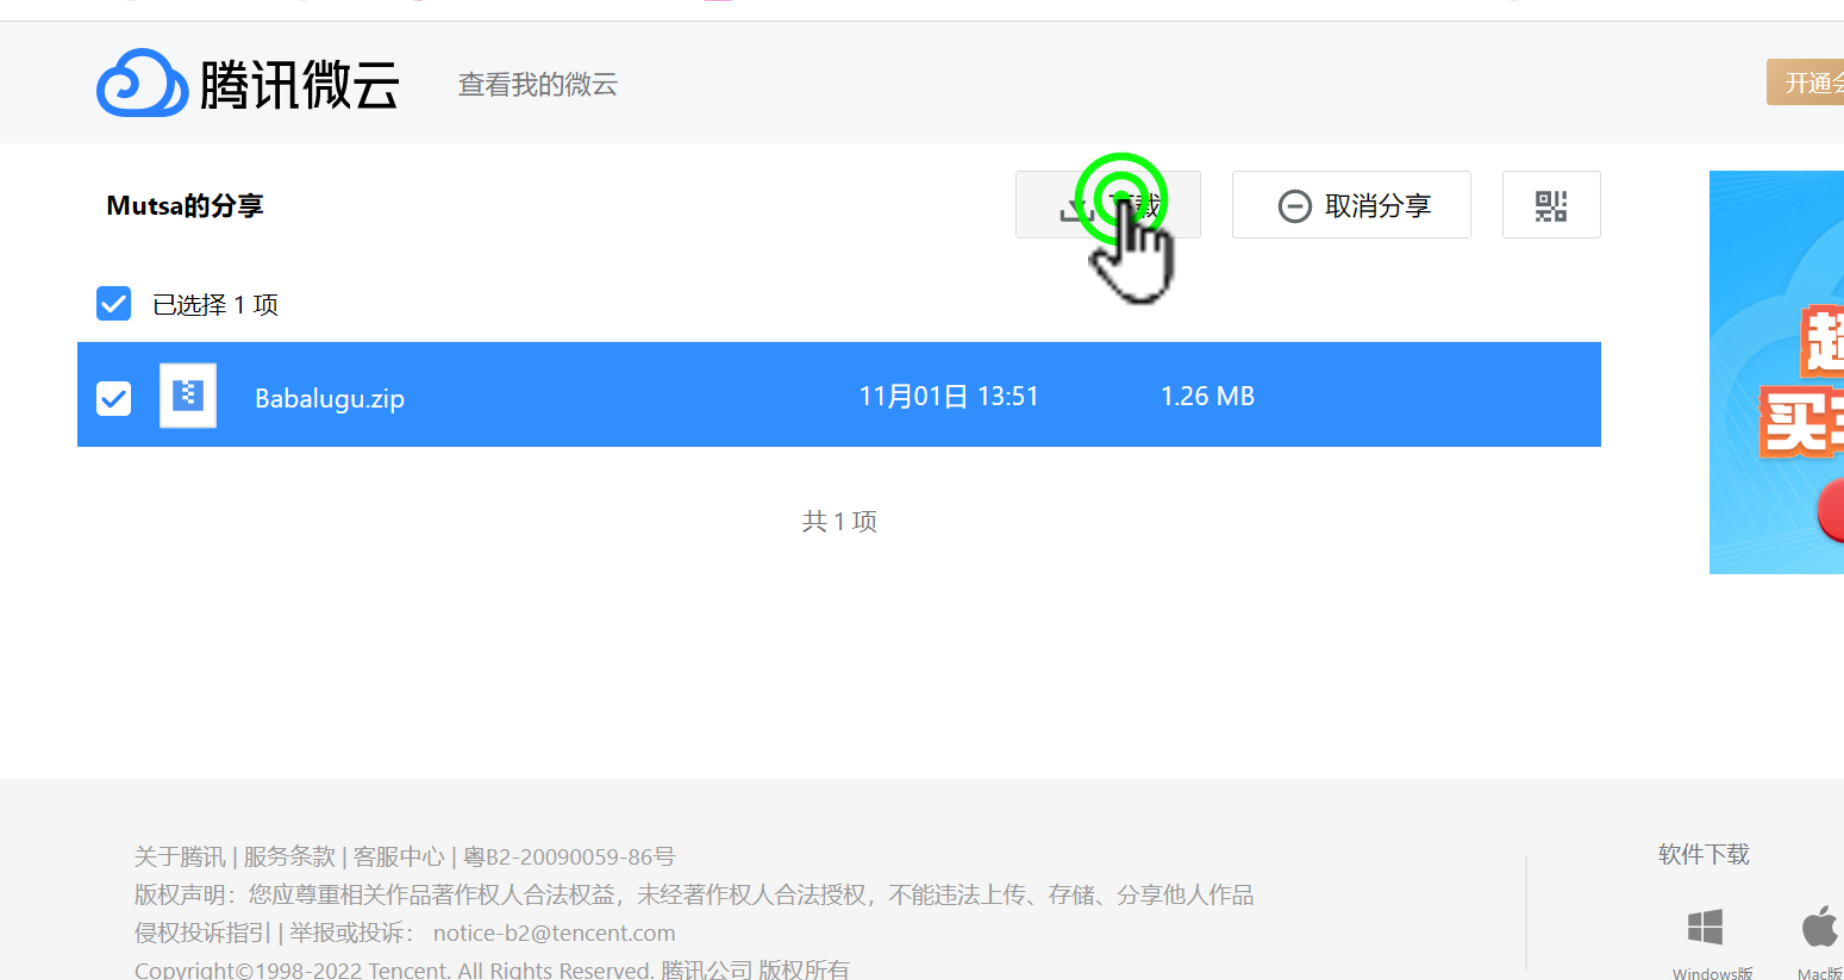 腾讯微云
查看我的微云
开通会
Mutsa的分享
下载
取消分享
已选择 1 项
Babalugu.zip
11月01日 13:51
1.26 MB
共 1 项
超
买
关于腾讯 | 服务条款 | 客服中心 | 粤B2-20090059-86号
版权声明：您应尊重相关作品著作权人合法权益，未经著作权人合法授权，不能违法上传、存储、分享他人作品
侵权投诉指引 | 举报或投诉： notice-b2@tencent.com
Copyright©1998-2022 Tencent. All Rights Reserved. 腾讯公司 版权所有
软件下载
Windows版
Mac版